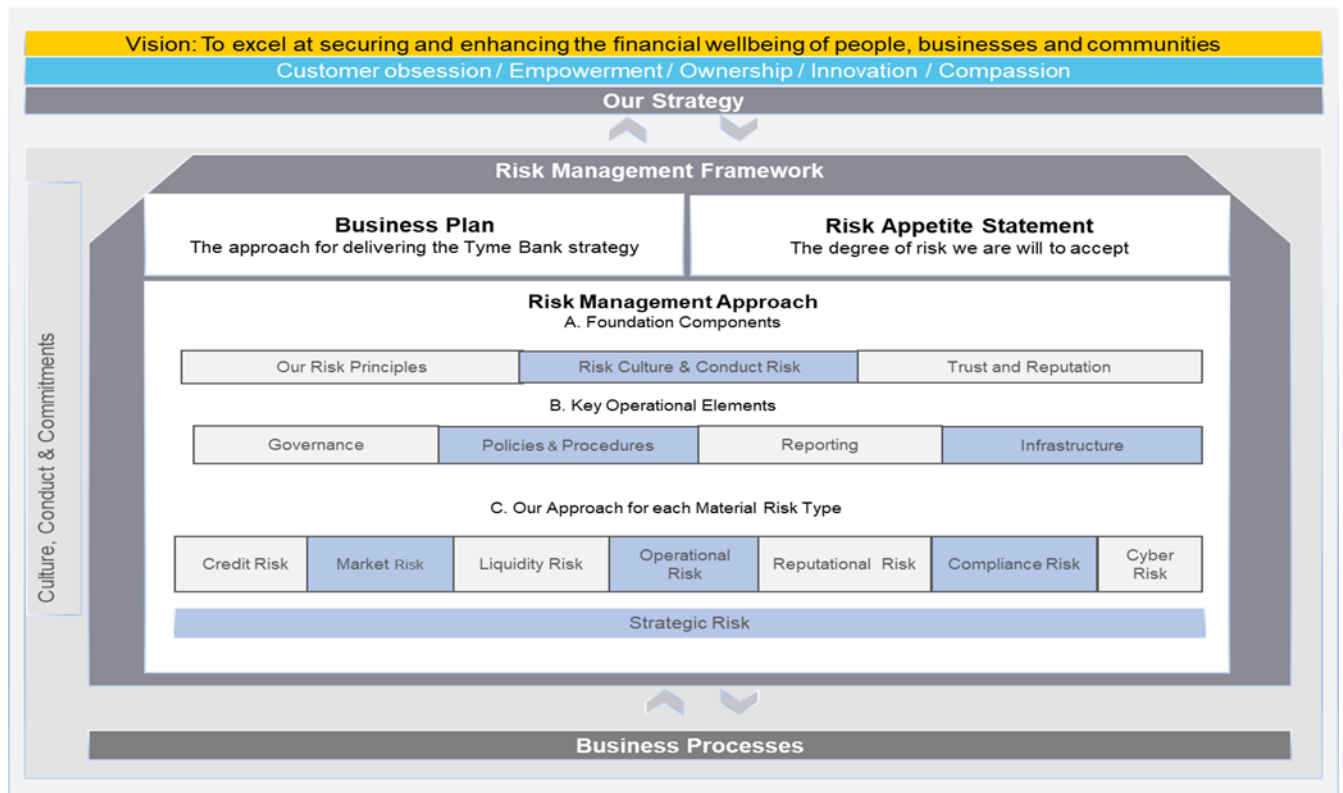 Vision: To excel at securing and enhancing the financial wellbeing of people, businesses and communities
Customer obsession / Empowerment / Ownership / Innovation / Compassion
Our Strategy
Culture, Conduct & Commitments
Risk Management Framework
Business Plan
The approach for delivering the Tyme Bank strategy
Risk Appetite Statement
The degree of risk we are will to accept
Risk Management Approach
A. Foundation Components
Our Risk Principles
Risk Culture & Conduct Risk
Trust and Reputation
B. Key Operational Elements
Governance
Policies & Procedures
Reporting
Infrastructure
C. Our Approach for each Material Risk Type
Credit Risk
Market Risk
Liquidity Risk
Operational
Risk
Reputational Risk
Compliance Risk
Cyber
Risk
Strategic Risk
Business Processes